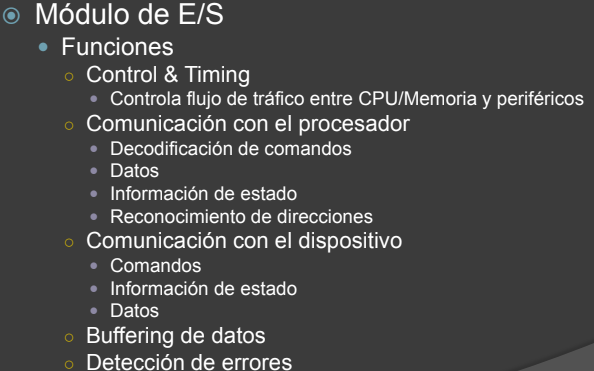 Módulo de E/S
Funciones
Control & Timing
Controla flujo de tráfico entre CPU/Memoria y periféricos
Comunicación con el procesador
Decodificación de comandos
Datos
Información de estado
Reconocimiento de direcciones
Comunicación con el dispositivo
Comandos
Información de estado
Datos
Buffering de datos
Detección de errores